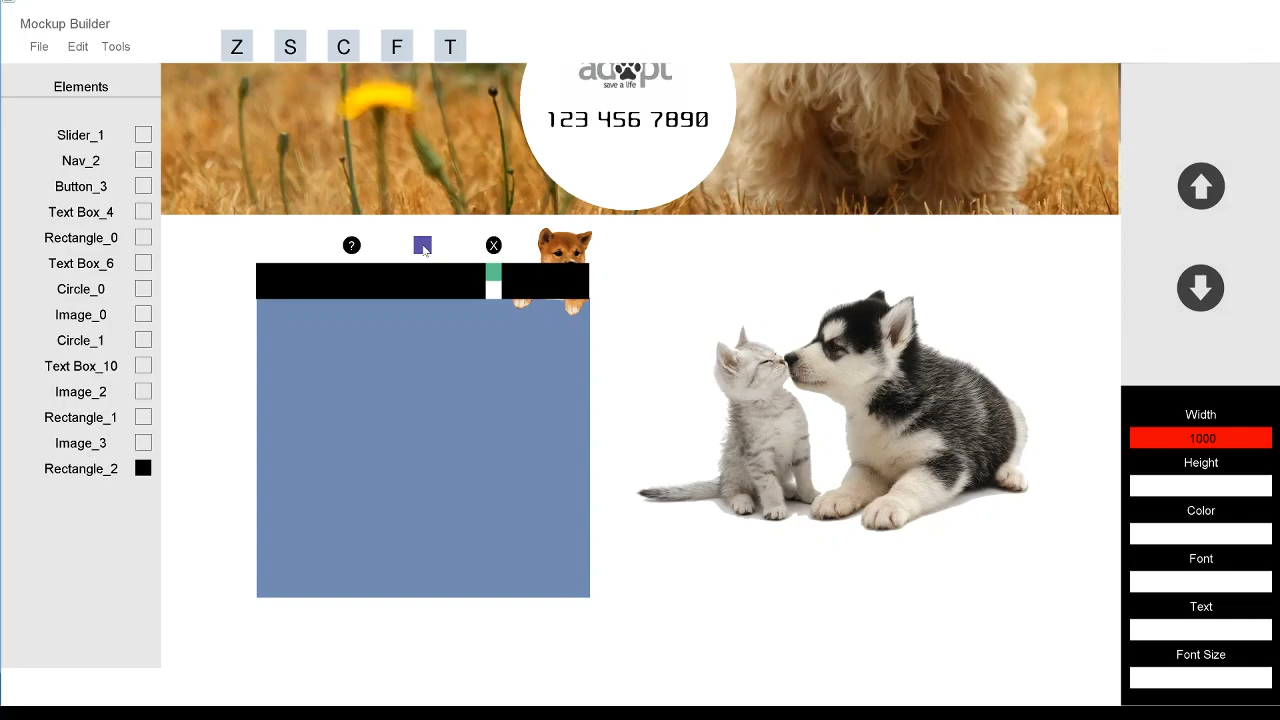 Mockup Builder
File Edit Tools
Z S C F T
Elements
Slider_1
Nav_2
Button_3
Text Box_4
Rectangle_0
Text Box_6
Circle_0
Image_0
Circle_1
Text Box_10
Image_2
Rectangle_1
Image_3
Rectangle_2
adopt
save a life
123 456 7890
? X
Width
1000
Height
Color
Font
Text
Font Size